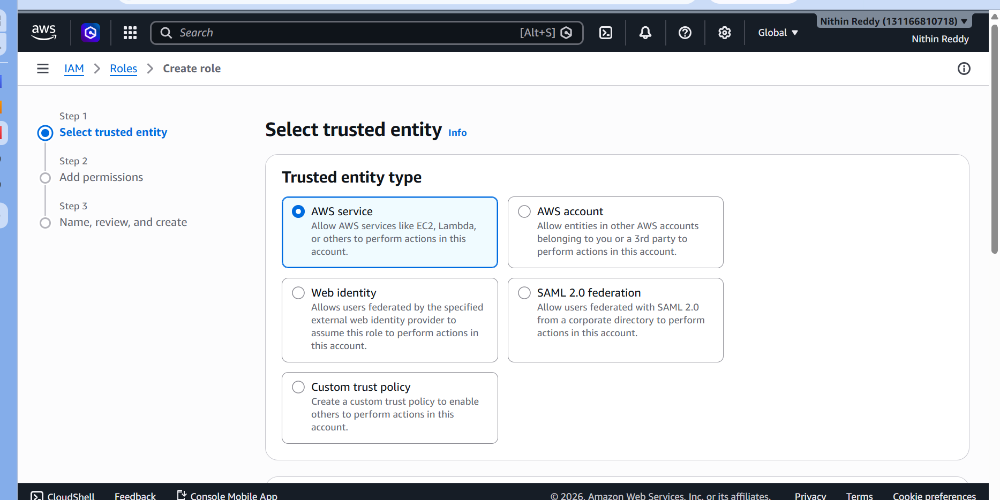 aws
Search
[Alt+S]
Global
Nithin Reddy (131166810718)
Nithin Reddy
IAM
Roles
Create role
Step 1
Select trusted entity
Step 2
Add permissions
Step 3
Name, review, and create
Select trusted entity Info
Trusted entity type
AWS service
Allow AWS services like EC2, Lambda,
or others to perform actions in this
account.
AWS account
Allow entities in other AWS accounts
belonging to you or a 3rd party to
perform actions in this account.
Web identity
Allows users federated by the specified
external web identity provider to
assume this role to perform actions in
this account.
SAML 2.0 federation
Allow users federated with SAML 2.0
from a corporate directory to perform
actions in this account.
Custom trust policy
Create a custom trust policy to enable
others to perform actions in this
account.
CloudShell
Feedback
Console Mobile App
© 2026, Amazon Web Services, Inc. or its affiliates.
Privacy
Terms
Cookie preferences